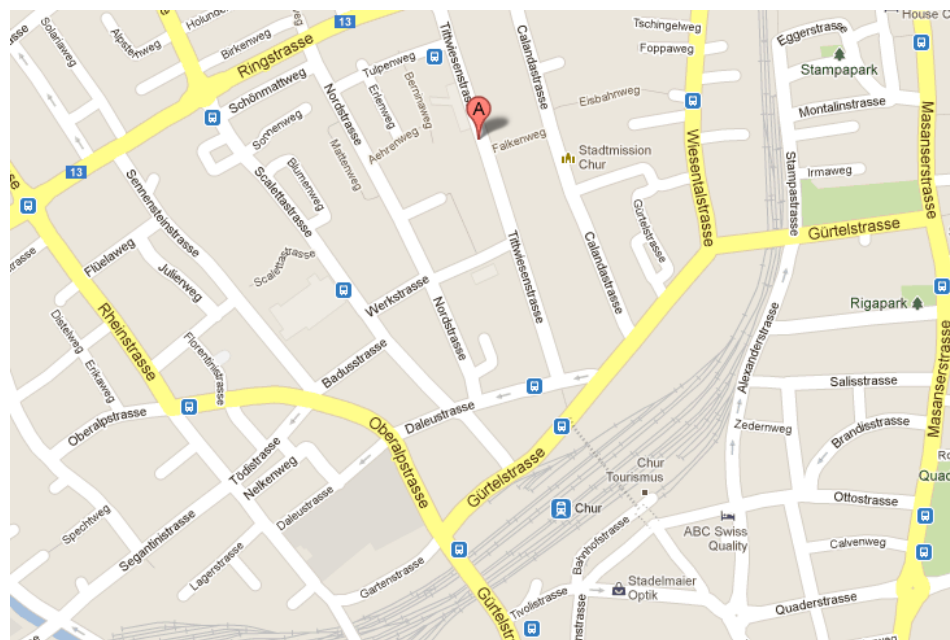 Solariaweg
Alpsteinweg
Holunder
Birkenweg
Ringstrasse
13
Schönmattweg
Nordstrasse
Tulpenweg
Erlenweg
Berninaweg
Tittwiesenstrasse
Calandastrasse
Tschingelweg
Foppaweg
Eggerstrasse
House C
Stampapark
Montalinstrasse
Masanserstrasse
Eisbahnweg
A
Falkenweg
Stadtmission
Chur
Wiesentalstrasse
Stampastrasse
Irmaweg
Sonnenweg
Mattenweg
Aehrenweg
Blumenweg
13
Sennensteinstrasse
Scalettastrasse
Gürtelstrasse
Gürtelstrasse
Flüelaweg
Julierweg
Scalettastrasse
Werkstrasse
Tittwiesenstrasse
Calandastrasse
Rigapark
Distelweg
Erikaweg
Rheinstrasse
Florentinistrasse
Badusstrasse
Nordstrasse
Alexanderstrasse
Masanserstrasse
Salisstrasse
Oberalpstrasse
Oberalpstrasse
Daleustrasse
Zedernweg
Brandisstrasse
Ro
Quad
Tödistrasse
Nelkenweg
Gürtelstrasse
Chur
Tourismus
Ottostrasse
Spechtweg
Segantinistrasse
Daleustrasse
Chur
Bahnhofstrasse
ABC Swiss
Quality
Calvenweg
Lagerstrasse
Gartenstrasse
Gürtelstr
Tivolistrasse
Stadelmaier
Optik
Quaderstrasse